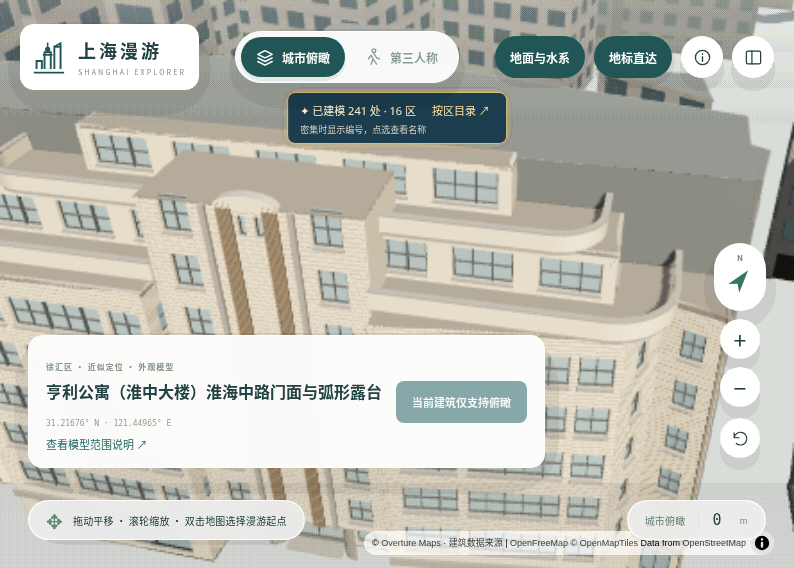 上海漫游
SHANGHAI EXPLORER
城市俯瞰
第三人称
地面与水系
地标直达
✦ 已建模 241 处 · 16 区 按区目录 ↗
密集时显示编号，点选查看名称
N
徐汇区 · 近似定位 · 外观模型
亨利公寓（淮中大楼）淮海中路门面与弧形露台
当前建筑仅支持俯瞰
31.21676° N · 121.44965° E
查看模型范围说明 ↗
拖动平移 · 滚轮缩放 · 双击地图选择漫游起点
城市俯瞰 0 m
© Overture Maps · 建筑数据来源 | OpenFreeMap © OpenMapTiles Data from OpenStreetMap